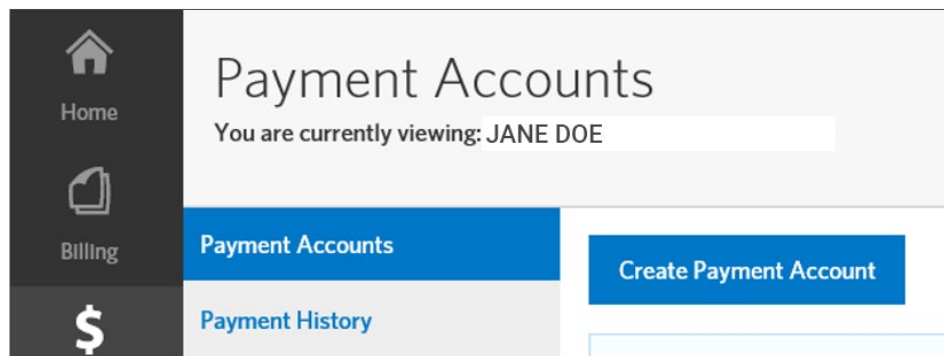 Home
Payment Accounts
You are currently viewing: JANE DOE
Billing
Payment Accounts
Create Payment Account
Payment History
$